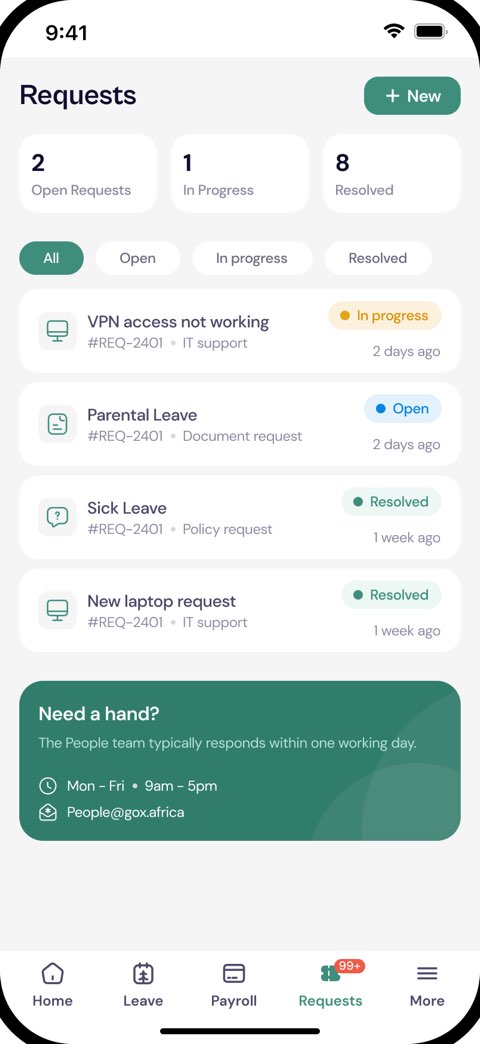 9:41
Requests
+ New
2
Open Requests
1
In Progress
8
Resolved
All
Open
In progress
Resolved
VPN access not working
In progress
#REQ-2401 • IT support
2 days ago
Parental Leave
Open
#REQ-2401 • Document request
2 days ago
Sick Leave
Resolved
#REQ-2401 • Policy request
1 week ago
New laptop request
Resolved
#REQ-2401 • IT support
1 week ago
Need a hand?
The People team typically responds within one working day.
Mon - Fri • 9am - 5pm
People@gox.africa
99+
Home
Leave
Payroll
Requests
More